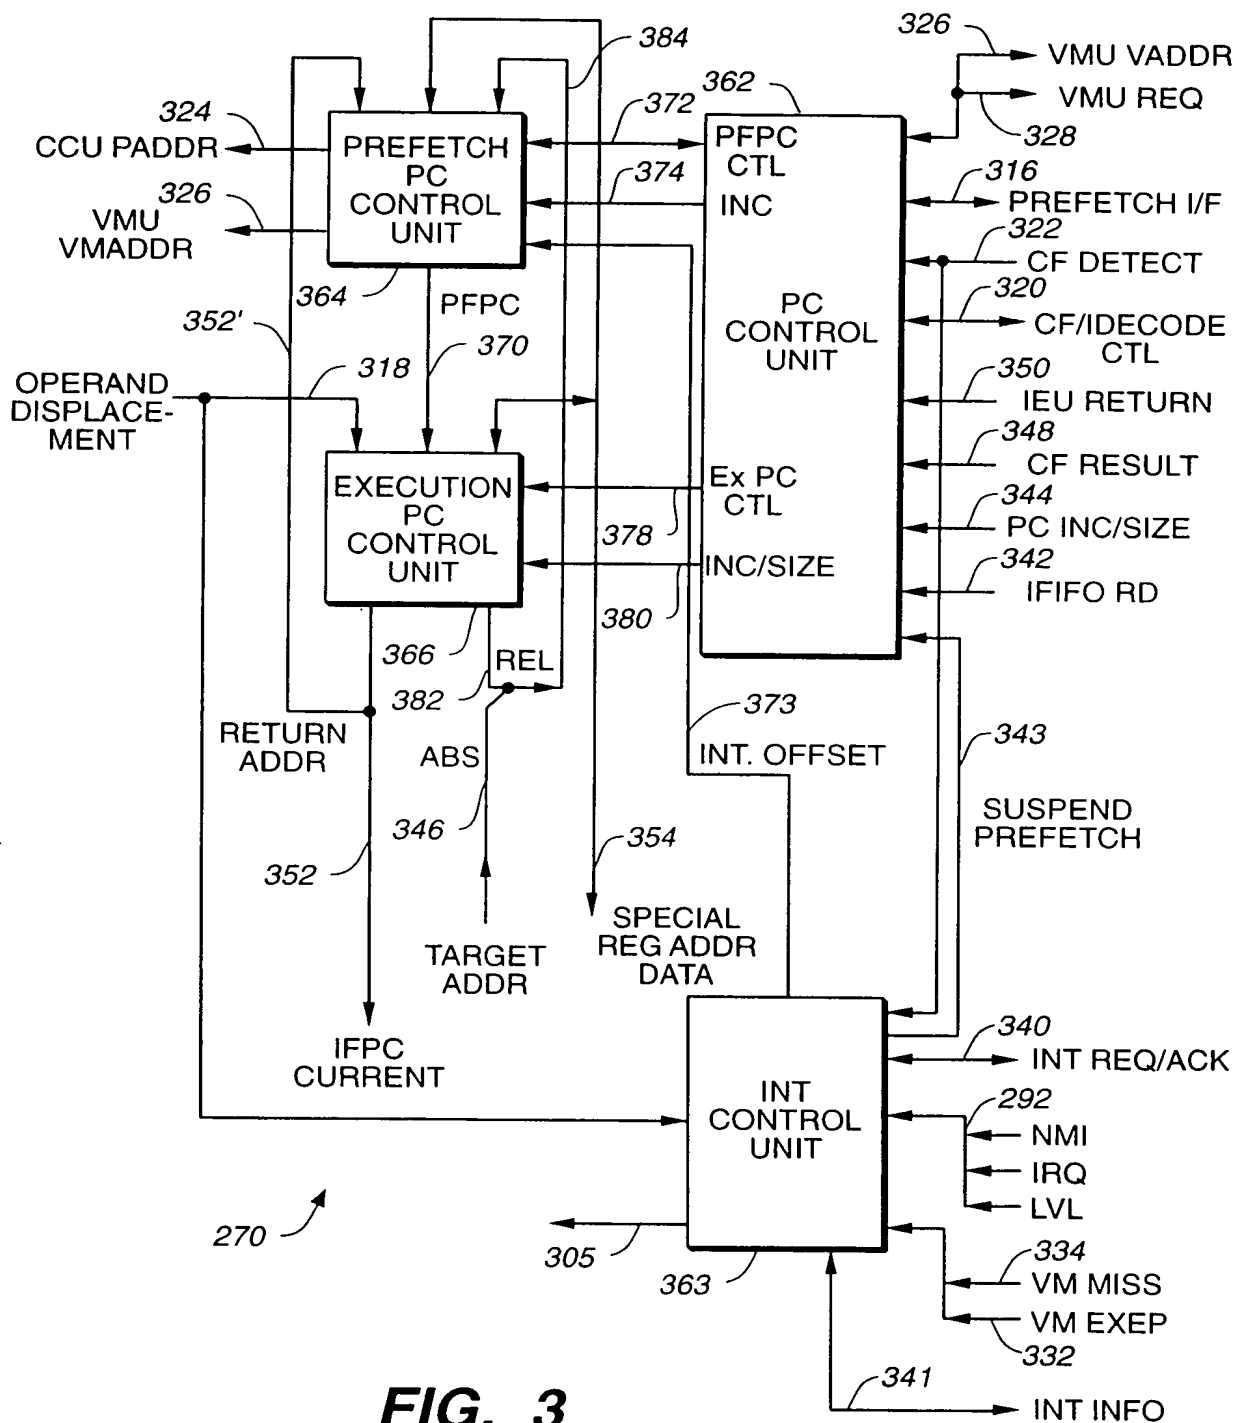 384
326
VMU VADDR
362
324
372
VMU REQ
328
CCU PADDR
PREFETCH
PC
CONTROL
UNIT
PFPC
CTL
316
326
374
INC
PREFETCH I/F
VMU
VMADDR
322
CF DETECT
364
PFPC
320
352'
PC
CONTROL
UNIT
CF/IDECODE
CTL
370
318
350
OPERAND
DISPLACE-
MENT
IEU RETURN
348
CF RESULT
EXECUTION
PC
CONTROL
UNIT
Ex PC
CTL
344
378
PC INC/SIZE
INC/SIZE
342
IFIFO RD
380
366
REL
382
373
RETURN
ADDR
ABS
INT. OFFSET
343
346
SUSPEND
PREFETCH
354
352
SPECIAL
REG ADDR
DATA
TARGET
ADDR
340
IFPC
CURRENT
INT REQ/ACK
INT
CONTROL
UNIT
292
NMI
IRQ
LVL
270
305
363
334
VM MISS
VM EXEP
332
341
INT INFO
FIG. 3